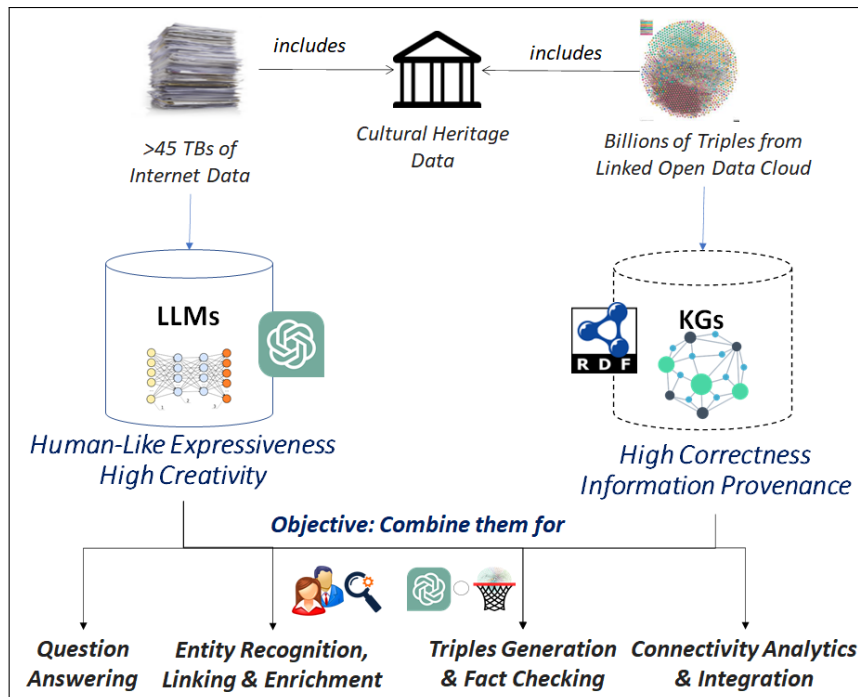 includes
includes
Cultural Heritage
Data
>45 TBs of
Internet Data
Billions of Triples from
Linked Open Data Cloud
LLMs
KGs
R D F
Human-Like Expressiveness
High Creativity
High Correctness
Information Provenance
Objective: Combine them for
Question
Answering
Entity Recognition,
Linking & Enrichment
Triples Generation
& Fact Checking
Connectivity Analytics
& Integration